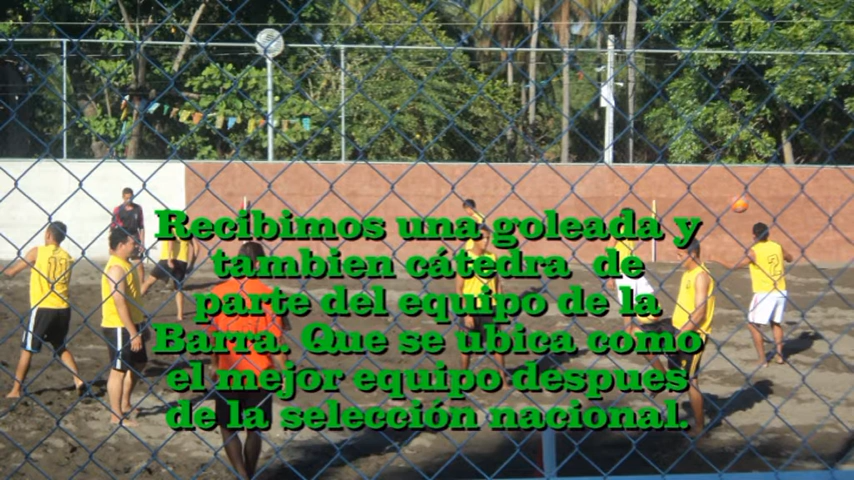 Recibimos una goleada y
tambien cátedra de
parte del equipo de la
Barra. Que se ubica como
el mejor equipo despues
de la selección nacional.